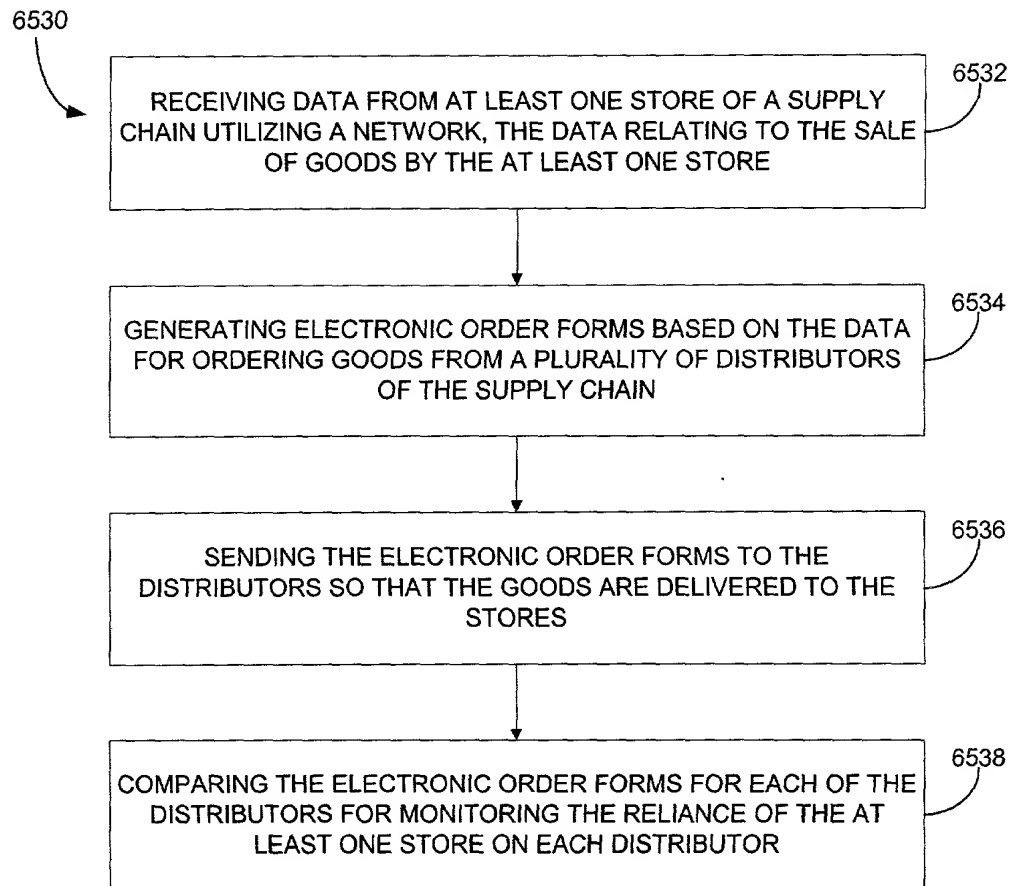 6530
6532
RECEIVING DATA FROM AT LEAST ONE STORE OF A SUPPLY
CHAIN UTILIZING A NETWORK, THE DATA RELATING TO THE SALE
OF GOODS BY THE AT LEAST ONE STORE
6534
GENERATING ELECTRONIC ORDER FORMS BASED ON THE DATA
FOR ORDERING GOODS FROM A PLURALITY OF DISTRIBUTORS
OF THE SUPPLY CHAIN
6536
SENDING THE ELECTRONIC ORDER FORMS TO THE
DISTRIBUTORS SO THAT THE GOODS ARE DELIVERED TO THE
STORES
6538
COMPARING THE ELECTRONIC ORDER FORMS FOR EACH OF THE
DISTRIBUTORS FOR MONITORING THE RELIANCE OF THE AT
LEAST ONE STORE ON EACH DISTRIBUTOR